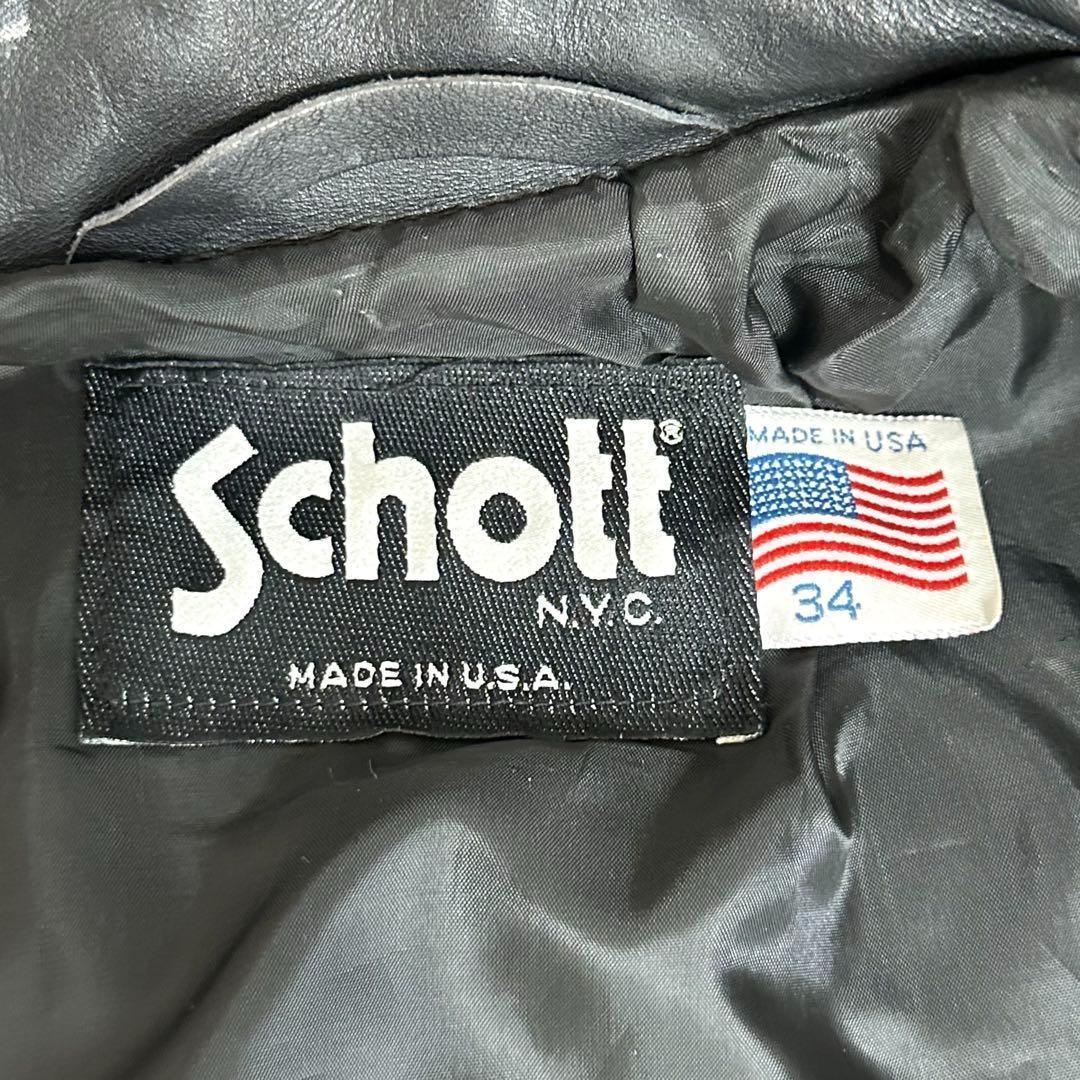 Schott®
N.Y.C.
MADE IN U.S.A.
MADE IN USA
34